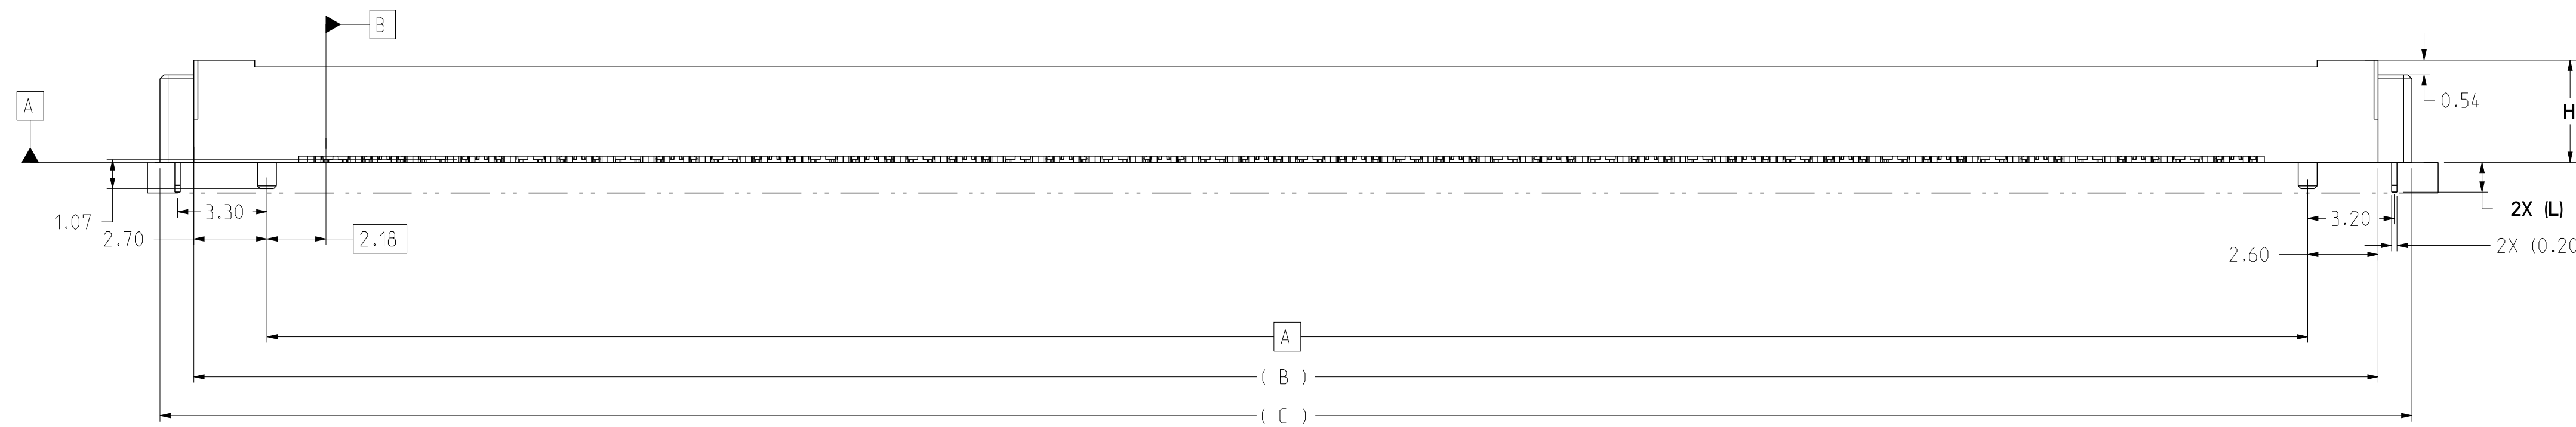 B
A
0.54
H
1.07
3.30
2.70
2.18
3.20
2X (L)
2.60
2X (0.20
A
( B )
( C )